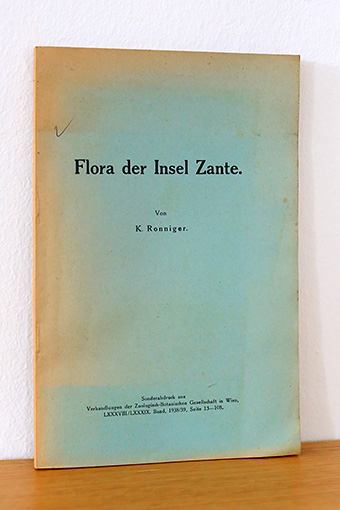 Flora der Insel Zante.
Von
K. Ronniger.
Sonderabdruck aus
Verhandlungen der Zoologisch-Botanischen Gesellschaft in Wien,
LXXXVIII/LXXXIX. Band, 1938/39, Seite 13—108.